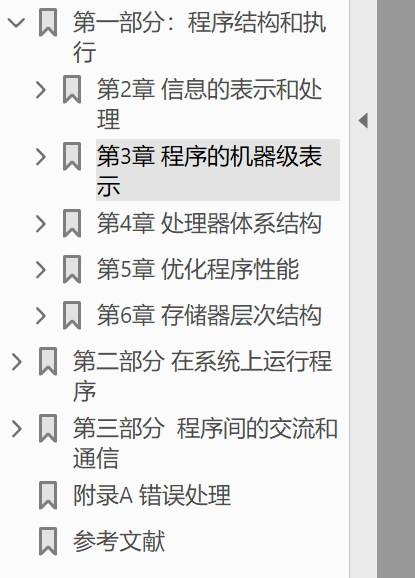 第一部分：程序结构和执
行
第2章 信息的表示和处
理
第3章 程序的机器级表
示
第4章 处理器体系结构
第5章 优化程序性能
第6章 存储器层次结构
第二部分 在系统上运行程
序
第三部分 程序间的交流和
通信
附录A 错误处理
参考文献